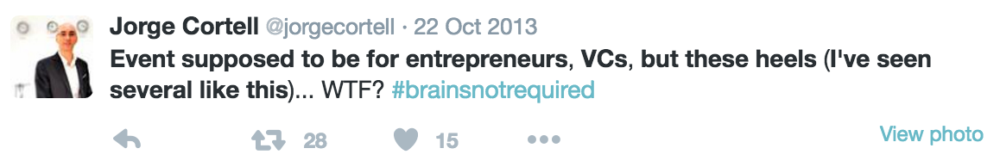 Jorge Cortell @jorgecortell · 22 Oct 2013
Event supposed to be for entrepreneurs, VCs, but these heels (I've seen
several like this)... WTF? #brainsnotrequired
28 15 View photo